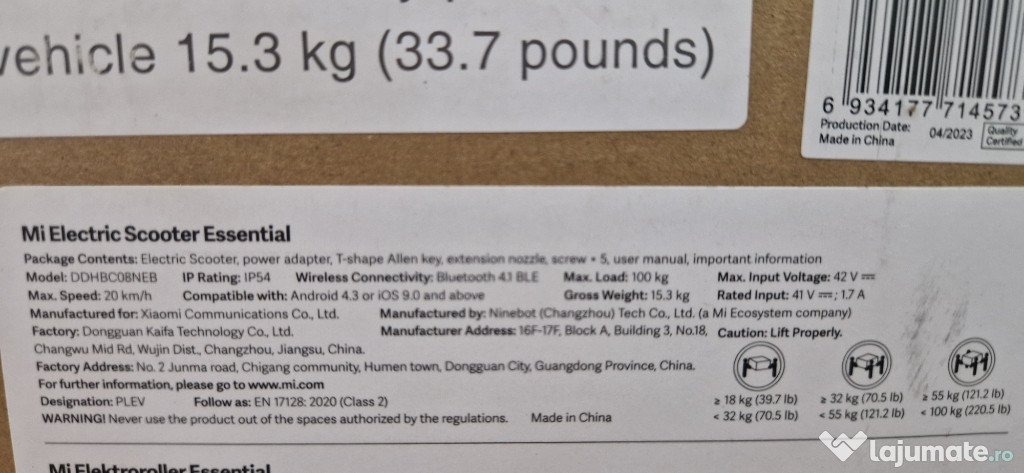 vehicle 15.3 kg (33.7 pounds)
6 934177 714573
Production Date: 04/2023
Made in China
Quality
Certified
Mi Electric Scooter Essential
Package Contents: Electric Scooter, power adapter, T-shape Allen key, extension nozzle, screw * 5, user manual, important information
Model: DDHBC08NEB IP Rating: IP54 Wireless Connectivity: Bluetooth 4.1 BLE Max. Load: 100 kg Max. Input Voltage: 42 V ⎓
Max. Speed: 20 km/h Compatible with: Android 4.3 or iOS 9.0 and above Gross Weight: 15.3 kg Rated Input: 41 V ⎓; 1.7 A
Manufactured for: Xiaomi Communications Co., Ltd. Manufactured by: Ninebot (Changzhou) Tech Co., Ltd. (a Mi Ecosystem company)
Factory: Dongguan Kaifa Technology Co., Ltd. Manufacturer Address: 16F-17F, Block A, Building 3, No.18, Caution: Lift Properly.
Changwu Mid Rd, Wujin Dist., Changzhou, Jiangsu, China.
Factory Address: No. 2 Junma road, Chigang community, Humen town, Dongguan City, Guangdong Province, China.
For further information, please go to www.mi.com
Designation: PLEV Follow as: EN 17128: 2020 (Class 2) ≥ 18 kg (39.7 lb) ≥ 32 kg (70.5 lb) ≥ 55 kg (121.2 lb)
WARNING! Never use the product out of the spaces authorized by the regulations. Made in China < 32 kg (70.5 lb) < 55 kg (121.2 lb) < 100 kg (220.5 lb)
Mi Elektroroller Essential
lajumate.ro